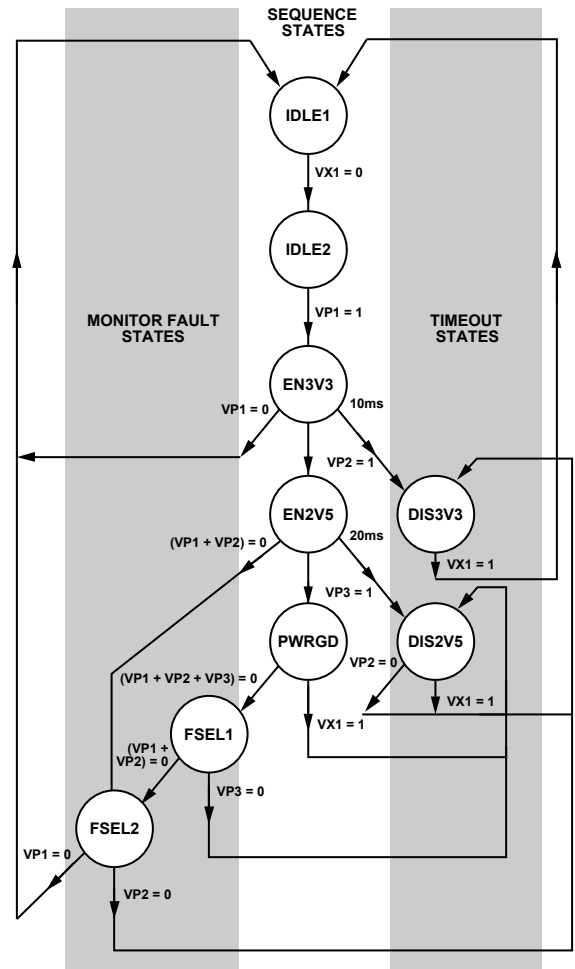 SEQUENCE
STATES
IDLE1
VX1 = 0
IDLE2
MONITOR FAULT
STATES
VP1 = 1
TIMEOUT
STATES
EN3V3
VP1 = 0
10ms
VP2 = 1
EN2V5
DIS3V3
(VP1 + VP2) = 0
20ms
VX1 = 1
VP3 = 1
PWRGD
DIS2V5
VP2 = 0
(VP1 + VP2 + VP3) = 0
VX1 = 1
VX1 = 1
FSEL1
(VP1 +
VP2) = 0
VP3 = 0
FSEL2
VP1 = 0
VP2 = 0